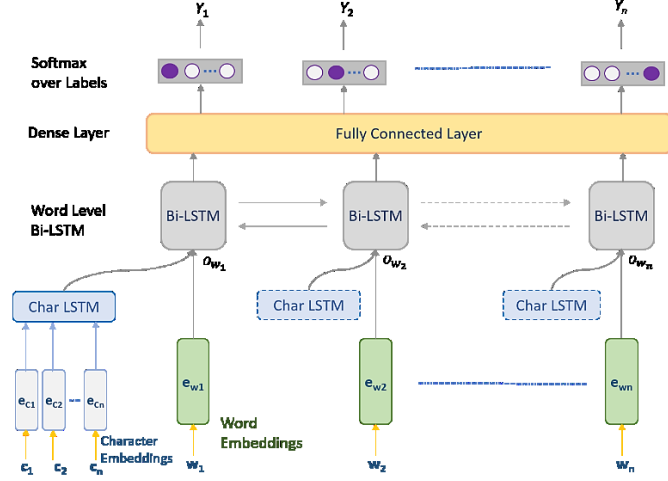 Y1 Y2 Yn
Softmax
over Labels
Dense Layer
Fully Connected Layer
Word Level
Bi-LSTM
Bi-LSTM Bi-LSTM Bi-LSTM
Ow1 Ow2 Own
Char LSTM Char LSTM Char LSTM
ec1 ec2 ecn ew1 ew2 ewn
Word
Embeddings
Character
Embeddings
c1 c2 cn w1 w2 wn